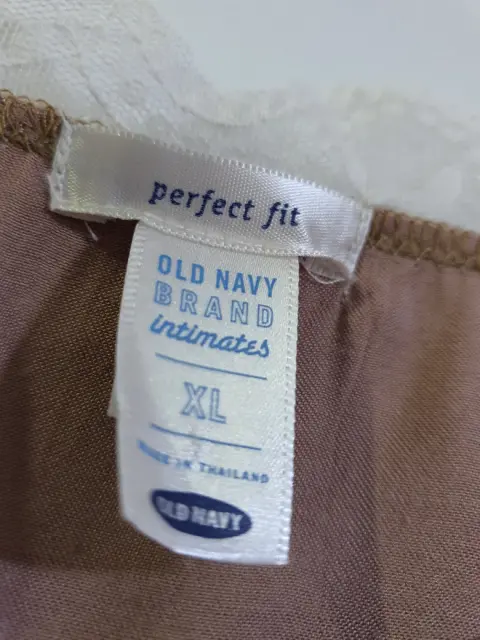 perfect fit
OLD NAVY
BRAND
intimates
XL
MADE IN THAILAND
OLD NAVY